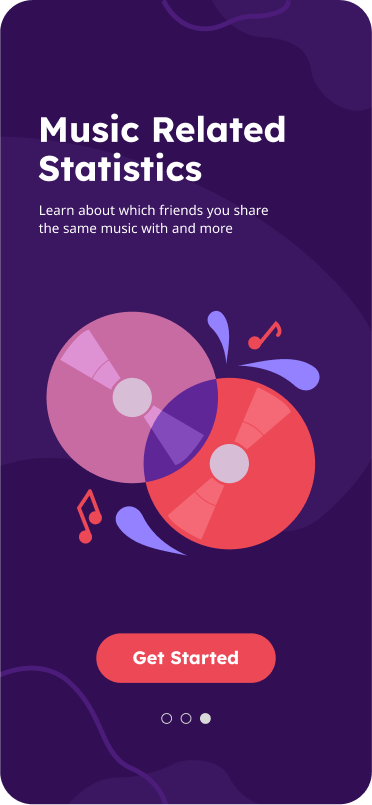 Music Related
Statistics
Learn about which friends you share
the same music with and more
Get Started